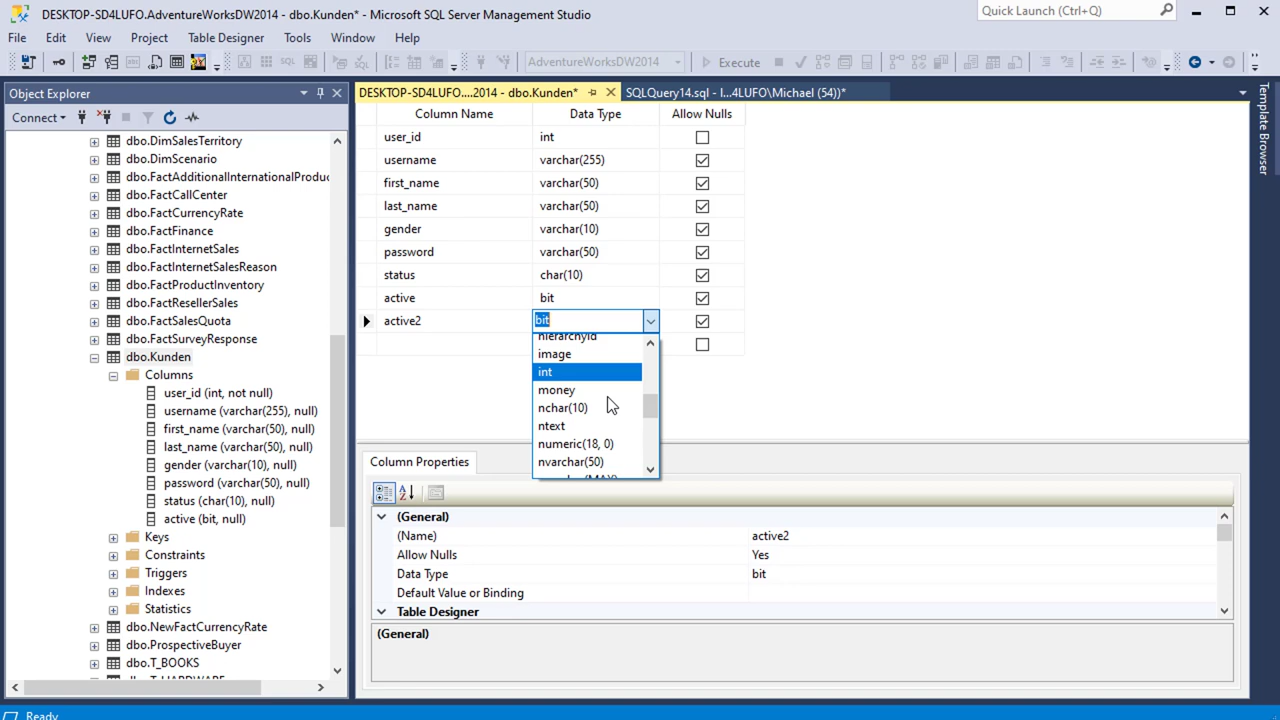 DESKTOP-SD4LUFO.AdventureWorksDW2014 - dbo.Kunden* - Microsoft SQL Server Management Studio
Quick Launch (Ctrl+Q)
File Edit View Project Table Designer Tools Window Help
AdventureWorksDW2014 Execute
Object Explorer
Connect
dbo.DimSalesTerritory
dbo.DimScenario
dbo.FactAdditionalInternationalProduc
dbo.FactCallCenter
dbo.FactCurrencyRate
dbo.FactFinance
dbo.FactInternetSales
dbo.FactInternetSalesReason
dbo.FactProductInventory
dbo.FactResellerSales
dbo.FactSalesQuota
dbo.FactSurveyResponse
dbo.Kunden
Columns
user_id (int, not null)
username (varchar(255), null)
first_name (varchar(50), null)
last_name (varchar(50), null)
gender (varchar(10), null)
password (varchar(50), null)
status (char(10), null)
active (bit, null)
Keys
Constraints
Triggers
Indexes
Statistics
dbo.NewFactCurrencyRate
dbo.ProspectiveBuyer
dbo.T_BOOKS
DESKTOP-SD4LUFO....2014 - dbo.Kunden* SQLQuery14.sql - l...4LUFO\Michael (54))*
Column Name Data Type Allow Nulls
user_id int
username varchar(255)
first_name varchar(50)
last_name varchar(50)
gender varchar(10)
password varchar(50)
status char(10)
active bit
active2 bit
hierarchyid
image
int
money
nchar(10)
ntext
numeric(18, 0)
nvarchar(50)
Column Properties
A
Z
(General)
(Name) active2
Allow Nulls Yes
Data Type bit
Default Value or Binding
Table Designer
(General)
Template Browser
Ready